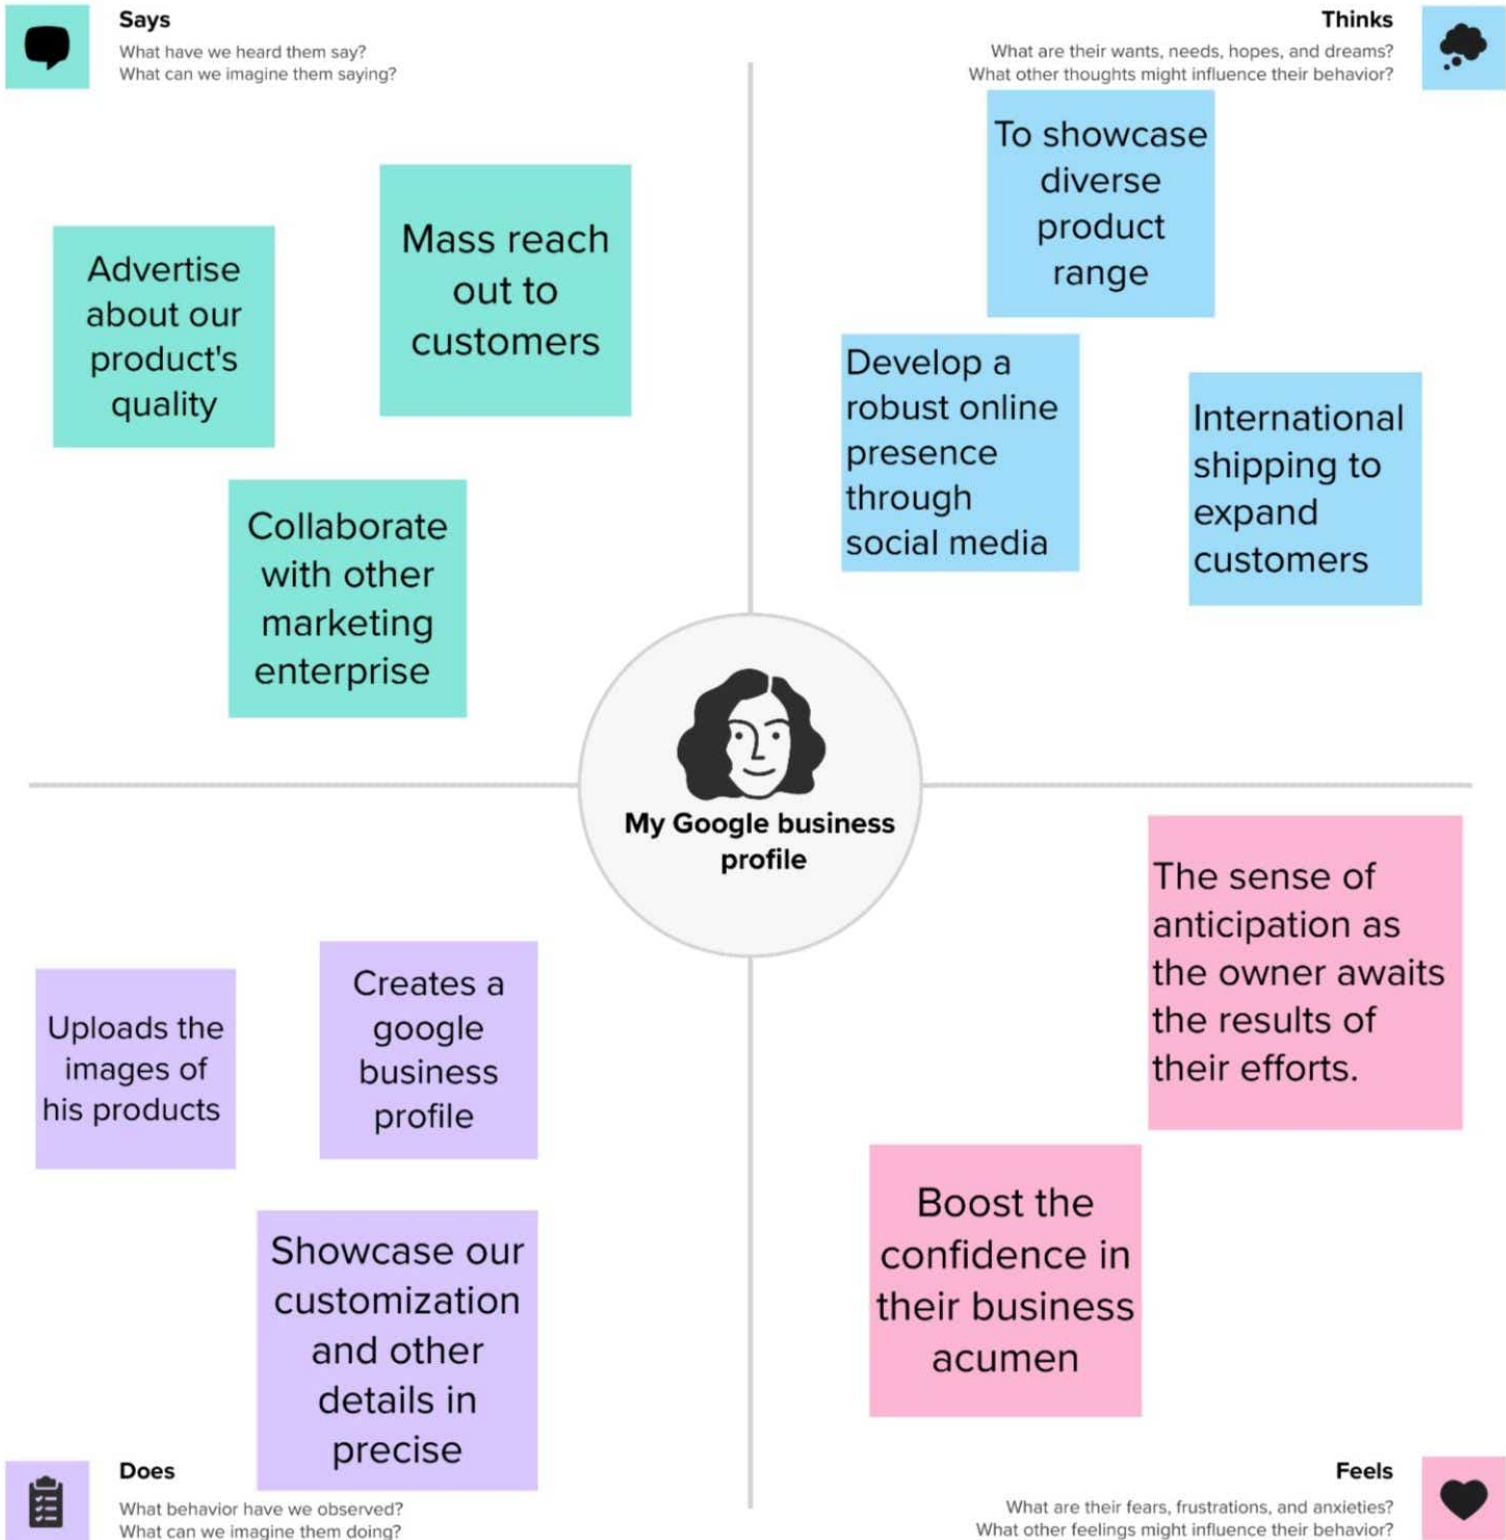 Says
What have we heard them say?
What can we imagine them saying?
Thinks
What are their wants, needs, hopes, and dreams?
What other thoughts might influence their behavior?
Advertise
about our
product's
quality
Mass reach
out to
customers
Collaborate
with other
marketing
enterprise
To showcase
diverse
product
range
Develop a
robust online
presence
through
social media
International
shipping to
expand
customers
My Google business
profile
Uploads the
images of
his products
Creates a
google
business
profile
Showcase our
customization
and other
details in
precise
The sense of
anticipation as
the owner awaits
the results of
their efforts.
Boost the
confidence in
their business
acumen
Does
What behavior have we observed?
What can we imagine them doing?
Feels
What are their fears, frustrations, and anxieties?
What other feelings might influence their behavior?